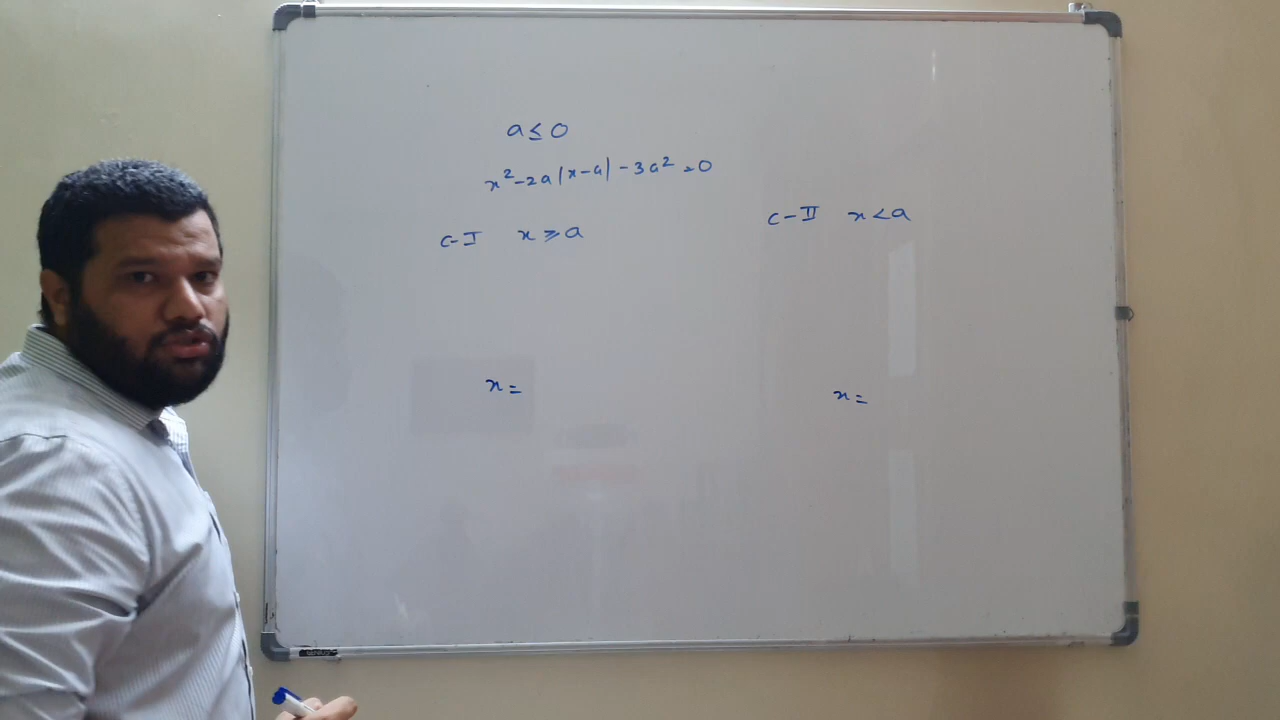 a ≤ 0
x² - 2a|x-a| - 3a² = 0
C-I x ⩾ a
C-II x < a
x =
x =